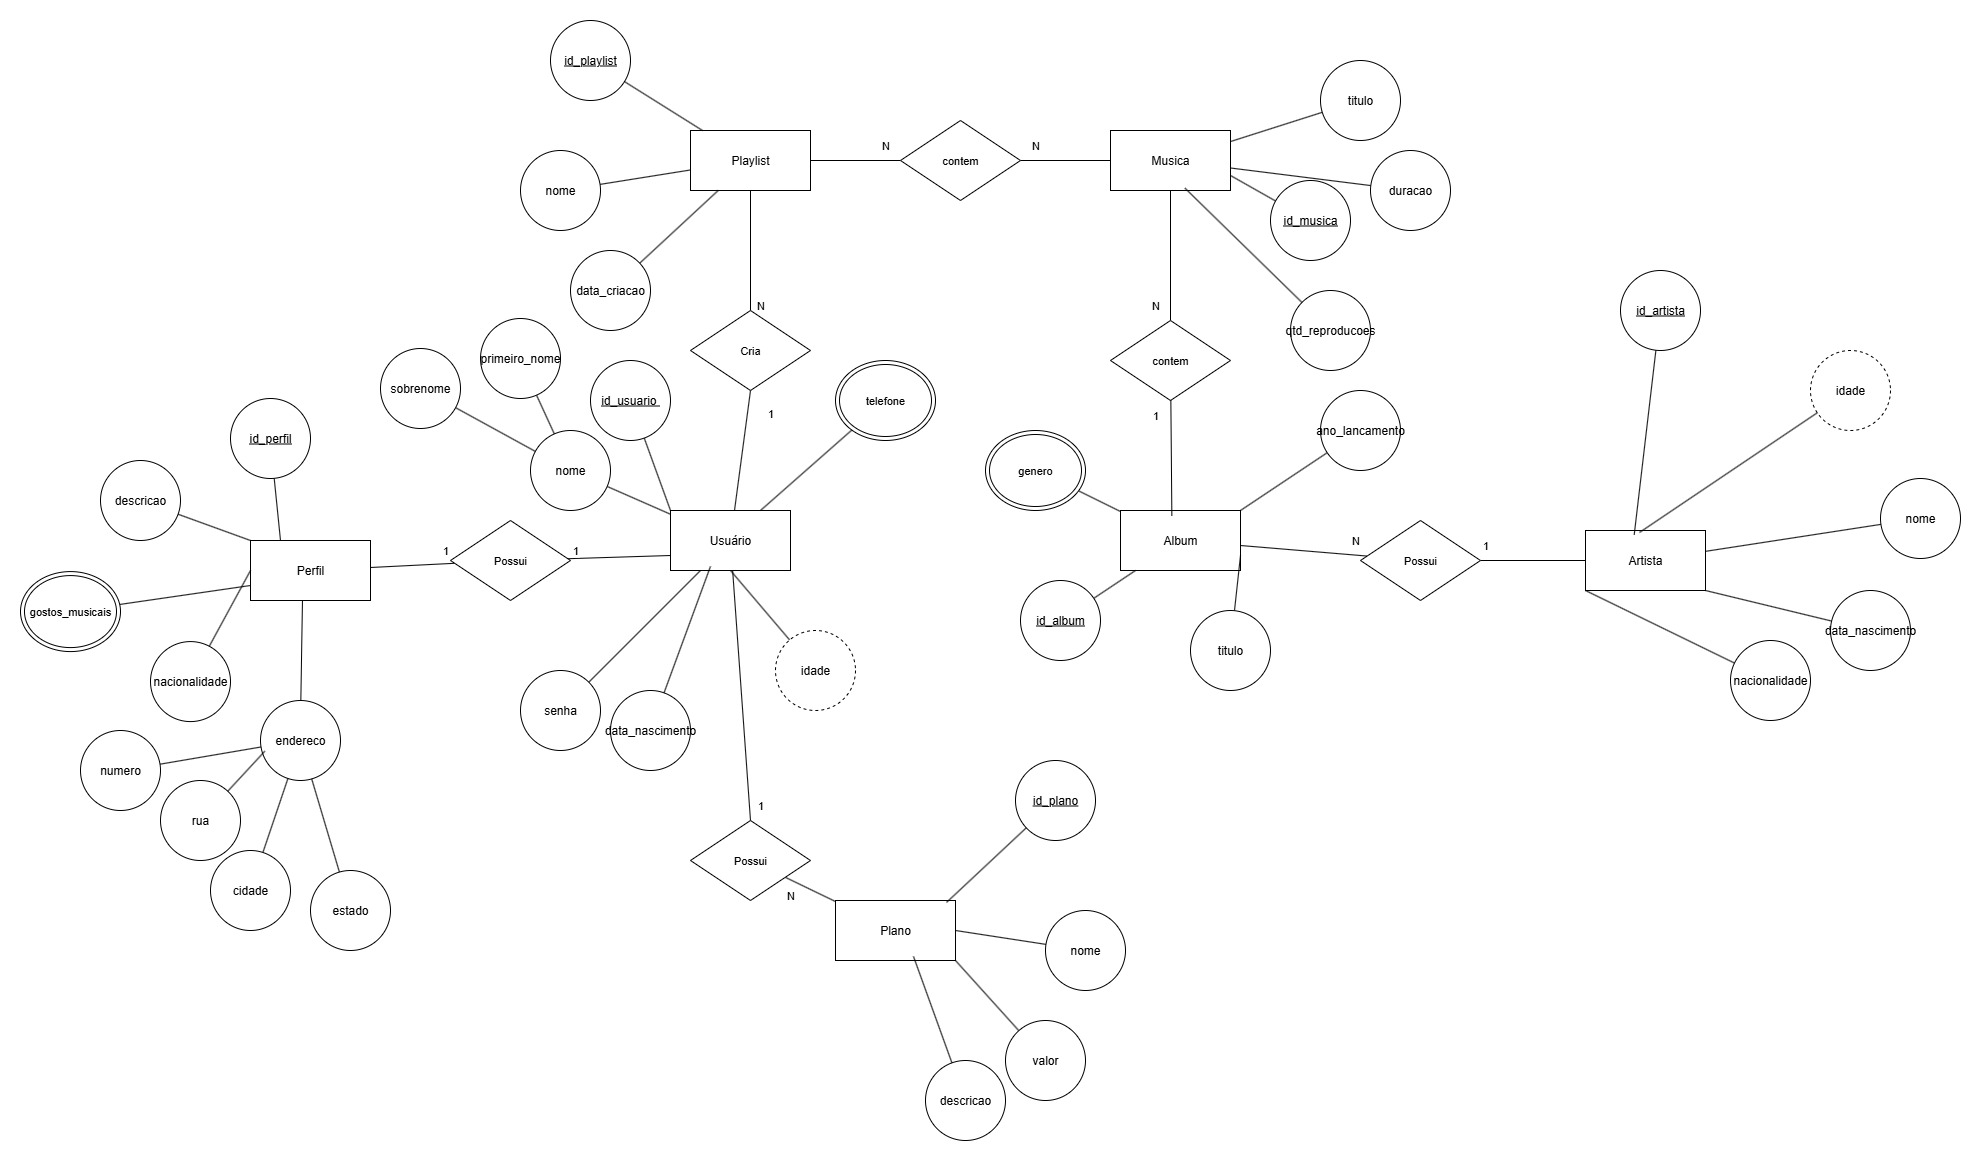 id_playlist
titulo
N
N
Playlist
contem
Musica
nome
duracao
id_musica
data_criacao
N
N
id_artista
qtd_reproducoes
Cria
contem
primeiro_nome
sobrenome
id_usuario
telefone
idade
1
1
ano_lancamento
id_perfil
nome
genero
descricao
nome
Usuário
Album
N
1
1
1
Possui
Possui
Artista
Perfil
gostos_musicais
id_album
data_nascimento
titulo
idade
nacionalidade
nacionalidade
senha
data_nascimento
endereco
numero
1
id_plano
rua
Possui
cidade
N
estado
Plano
nome
valor
descricao